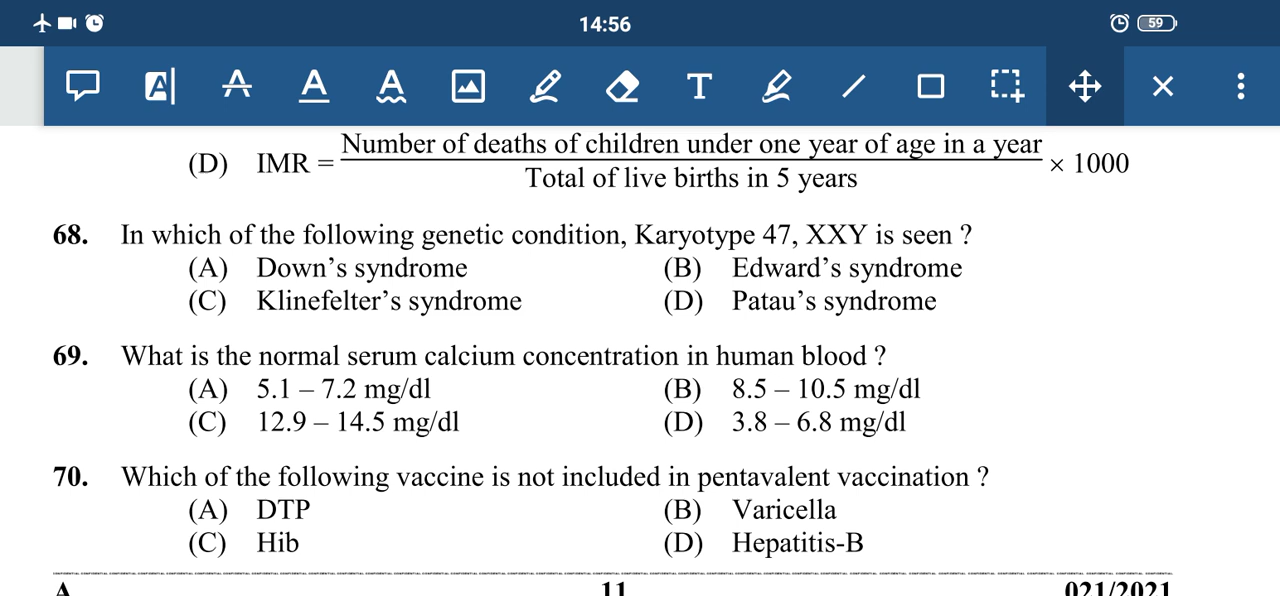 14:56
59
(D) IMR = Number of deaths of children under one year of age in a year / Total of live births in 5 years × 1000
68. In which of the following genetic condition, Karyotype 47, XXY is seen ?
(A) Down's syndrome (B) Edward's syndrome
(C) Klinefelter's syndrome (D) Patau's syndrome
69. What is the normal serum calcium concentration in human blood ?
(A) 5.1 – 7.2 mg/dl (B) 8.5 – 10.5 mg/dl
(C) 12.9 – 14.5 mg/dl (D) 3.8 – 6.8 mg/dl
70. Which of the following vaccine is not included in pentavalent vaccination ?
(A) DTP (B) Varicella
(C) Hib (D) Hepatitis-B
A 11 021/2021